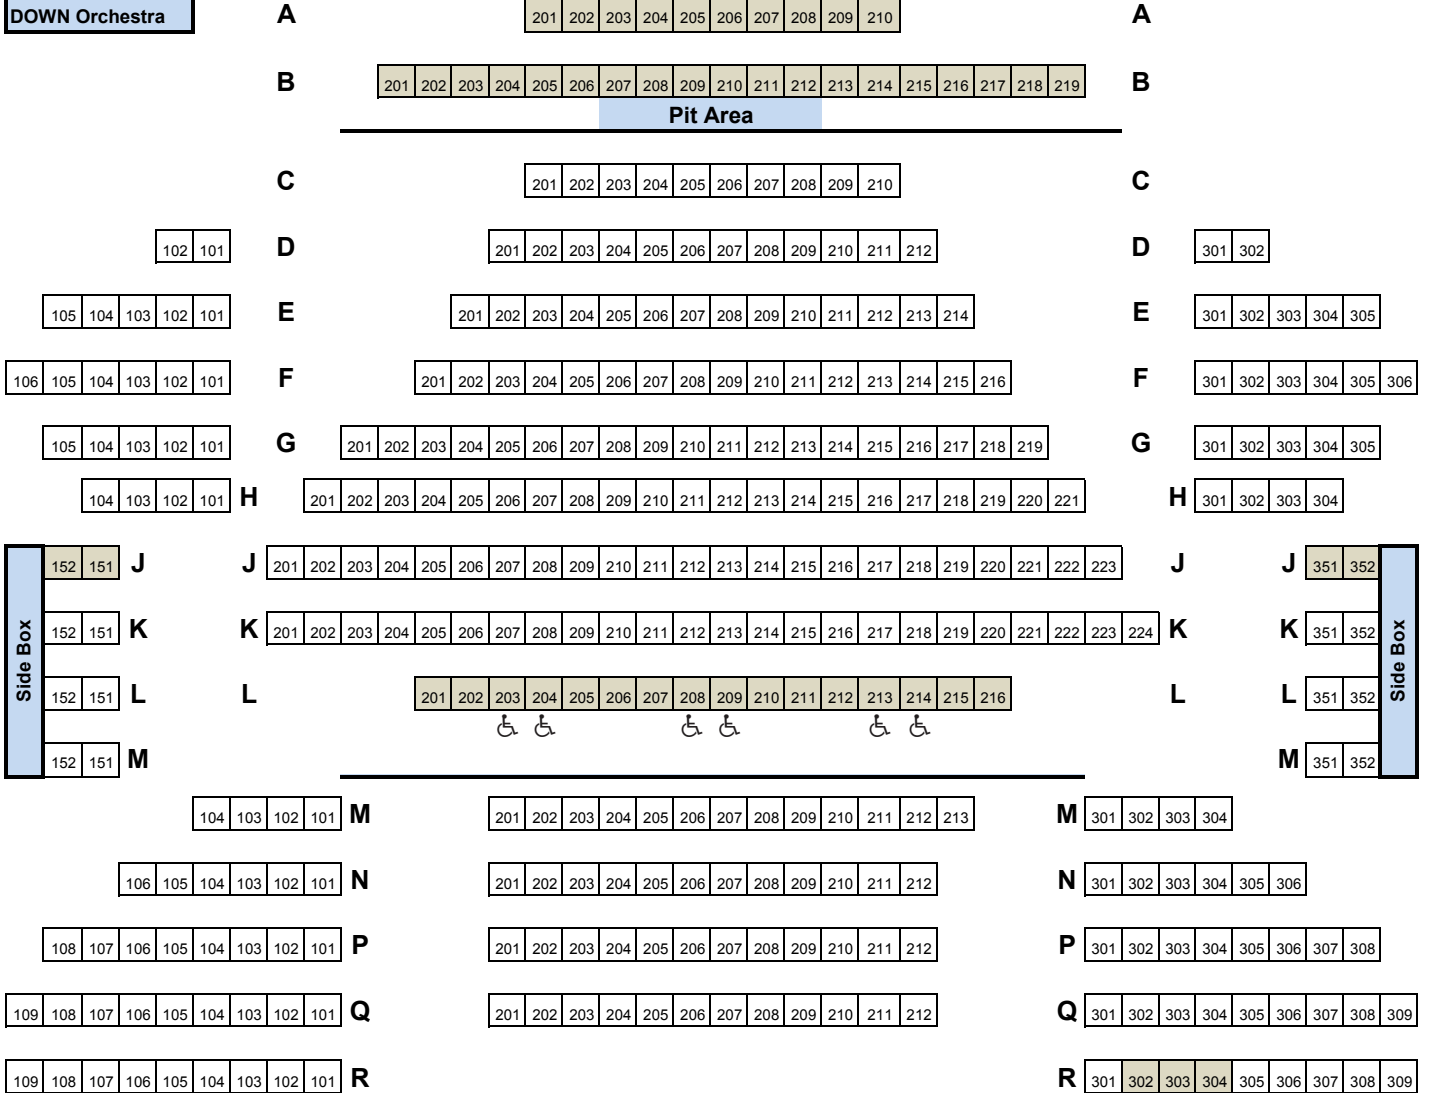 DOWN Orchestra A 201 202 203 204 205 206 207 208 209 210 A
B 201 202 203 204 205 206 207 208 209 210 211 212 213 214 215 216 217 218 219 B
Pit Area
C 201 202 203 204 205 206 207 208 209 210 C
102 101 D 201 202 203 204 205 206 207 208 209 210 211 212 D 301 302
105 104 103 102 101 E 201 202 203 204 205 206 207 208 209 210 211 212 213 214 E 301 302 303 304 305
106 105 104 103 102 101 F 201 202 203 204 205 206 207 208 209 210 211 212 213 214 215 216 F 301 302 303 304 305 306
105 104 103 102 101 G 201 202 203 204 205 206 207 208 209 210 211 212 213 214 215 216 217 218 219 G 301 302 303 304 305
104 103 102 101 H 201 202 203 204 205 206 207 208 209 210 211 212 213 214 215 216 217 218 219 220 221 H 301 302 303 304
152 151 J J 201 202 203 204 205 206 207 208 209 210 211 212 213 214 215 216 217 218 219 220 221 222 223 J J 351 352
152 151 K K 201 202 203 204 205 206 207 208 209 210 211 212 213 214 215 216 217 218 219 220 221 222 223 224 K K 351 352
Side Box
Side Box
152 151 L L 201 202 203 204 205 206 207 208 209 210 211 212 213 214 215 216 L L 351 352
152 151 M M 351 352
104 103 102 101 M 201 202 203 204 205 206 207 208 209 210 211 212 213 M 301 302 303 304
106 105 104 103 102 101 N 201 202 203 204 205 206 207 208 209 210 211 212 N 301 302 303 304 305 306
108 107 106 105 104 103 102 101 P 201 202 203 204 205 206 207 208 209 210 211 212 P 301 302 303 304 305 306 307 308
109 108 107 106 105 104 103 102 101 Q 201 202 203 204 205 206 207 208 209 210 211 212 Q 301 302 303 304 305 306 307 308 309
109 108 107 106 105 104 103 102 101 R R 301 302 303 304 305 306 307 308 309